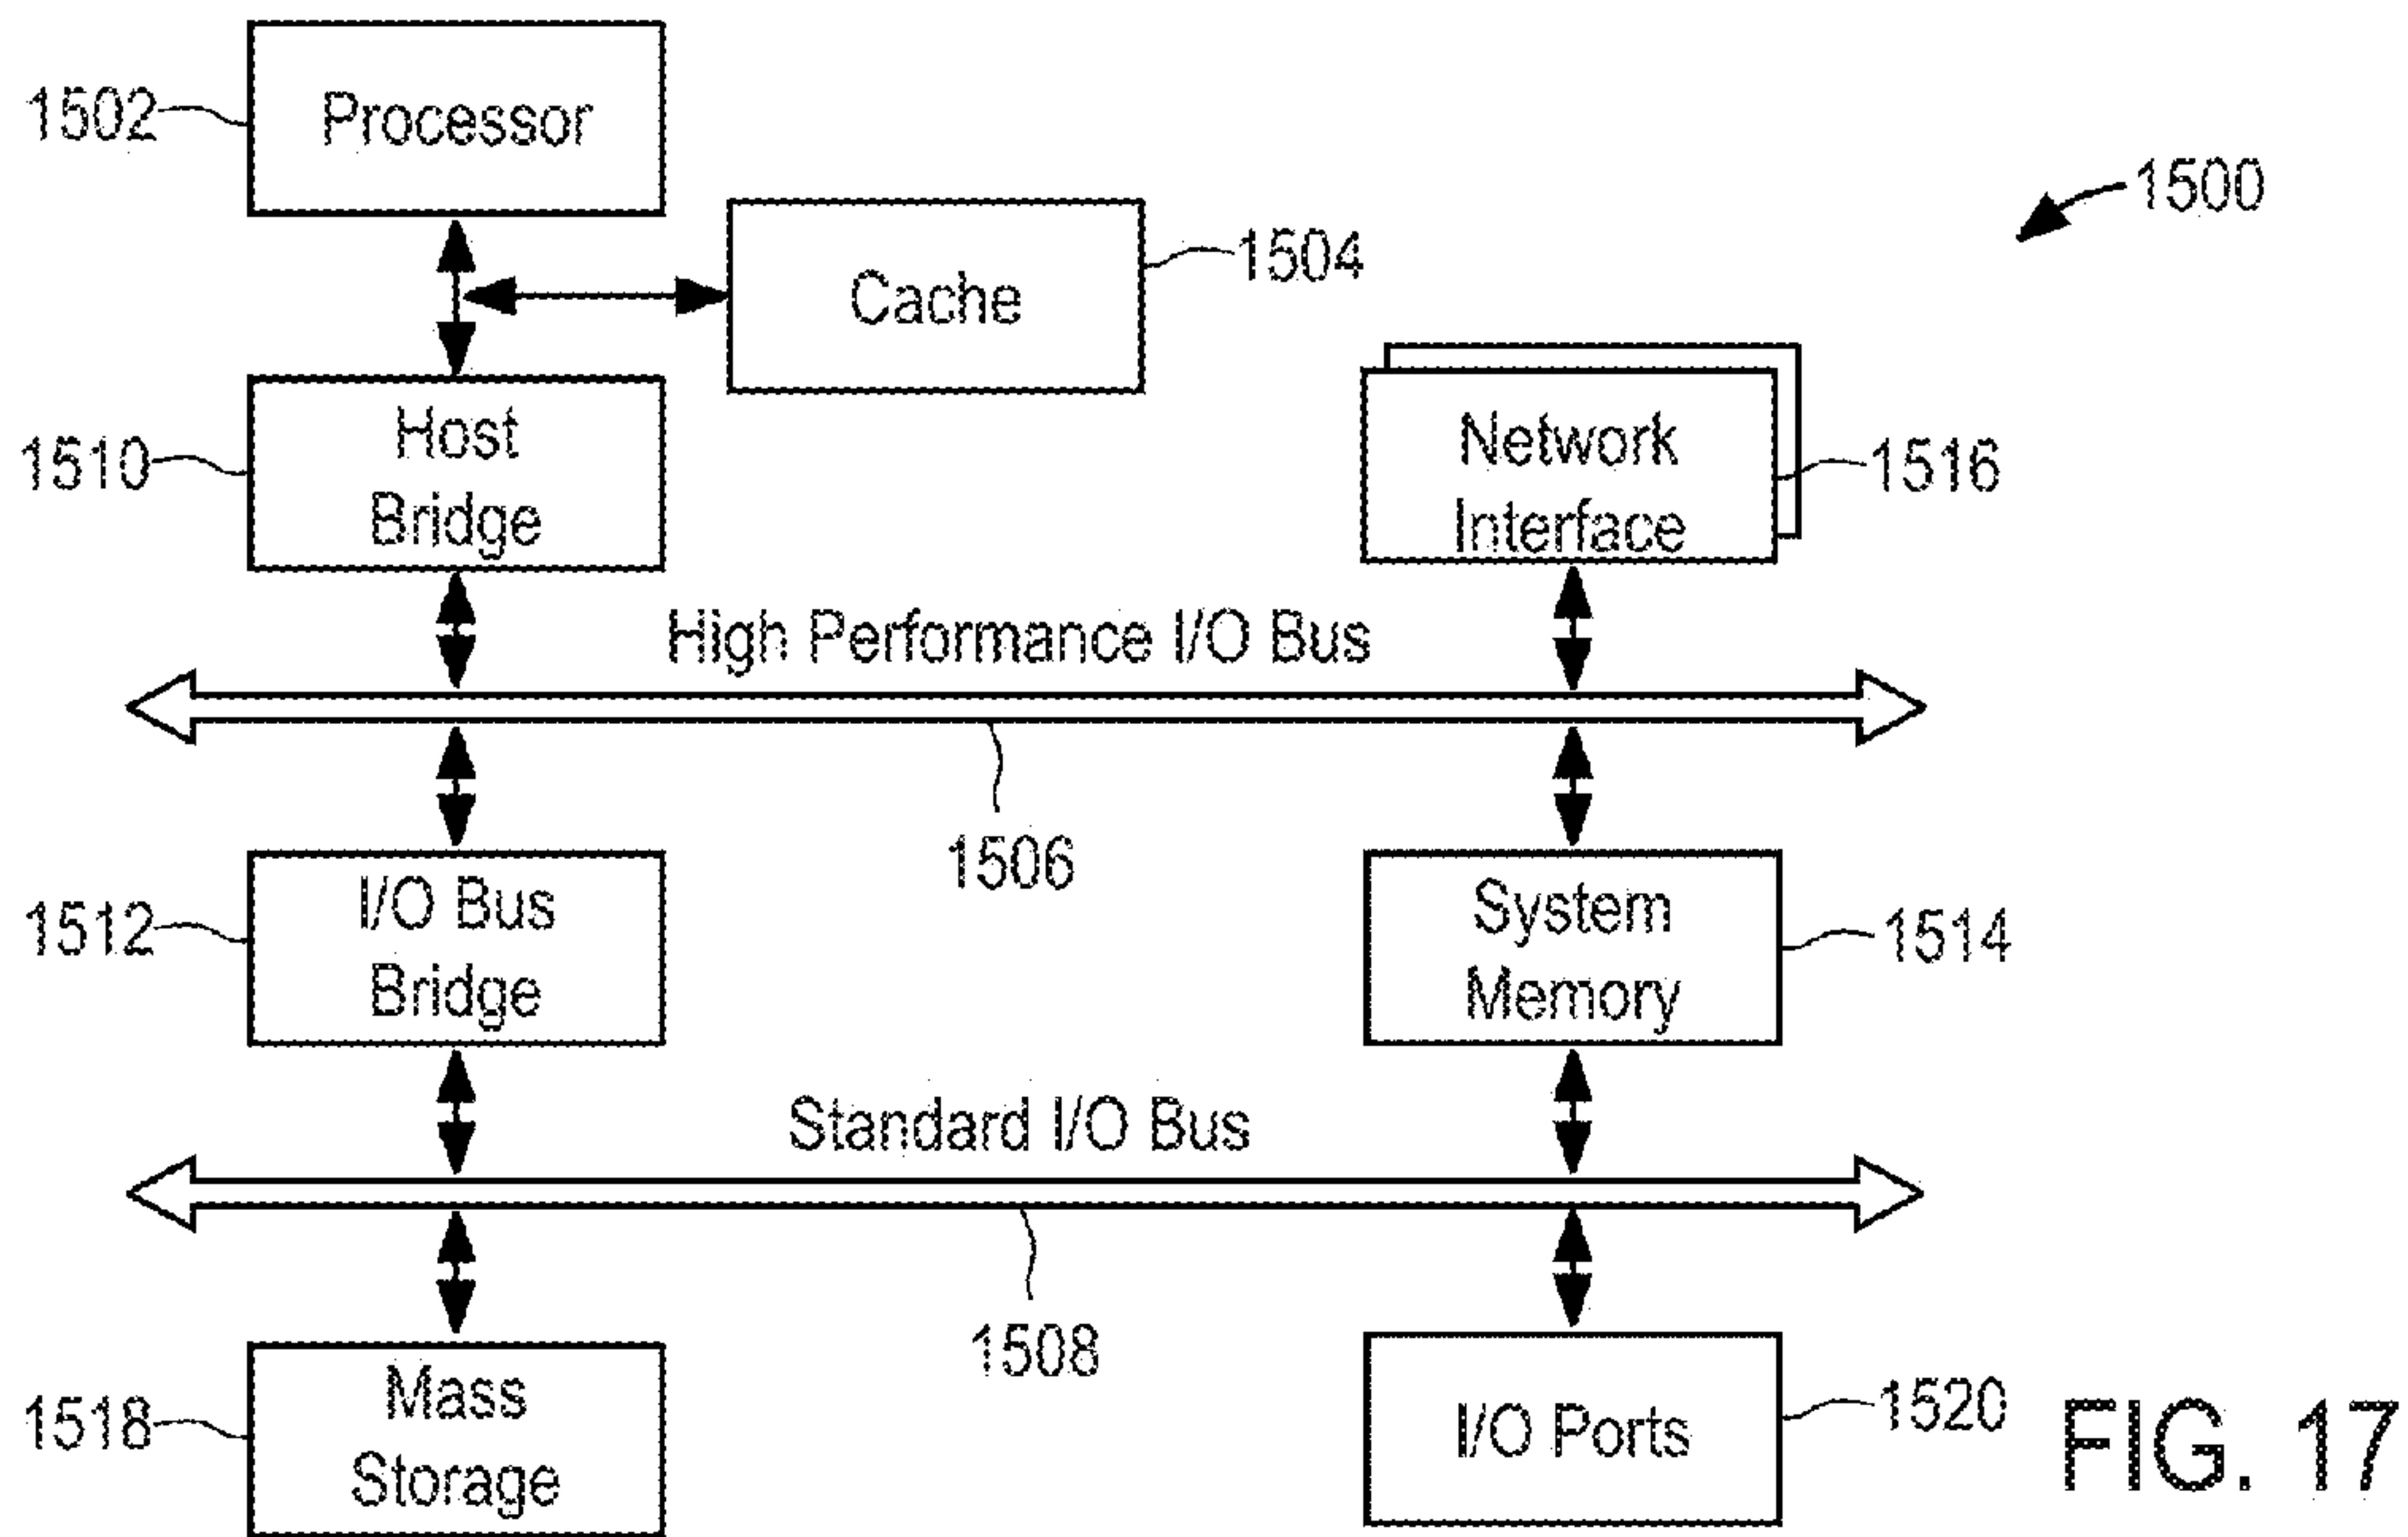 Processor
1502
1500
Cache
1504
Host
Bridge
1510
Network
Interface
1516
High Performance I/O Bus
1506
I/O Bus
Bridge
1512
System
Memory
1514
Standard I/O Bus
1508
Mass
Storage
1518
I/O Ports
1520
FIG. 17